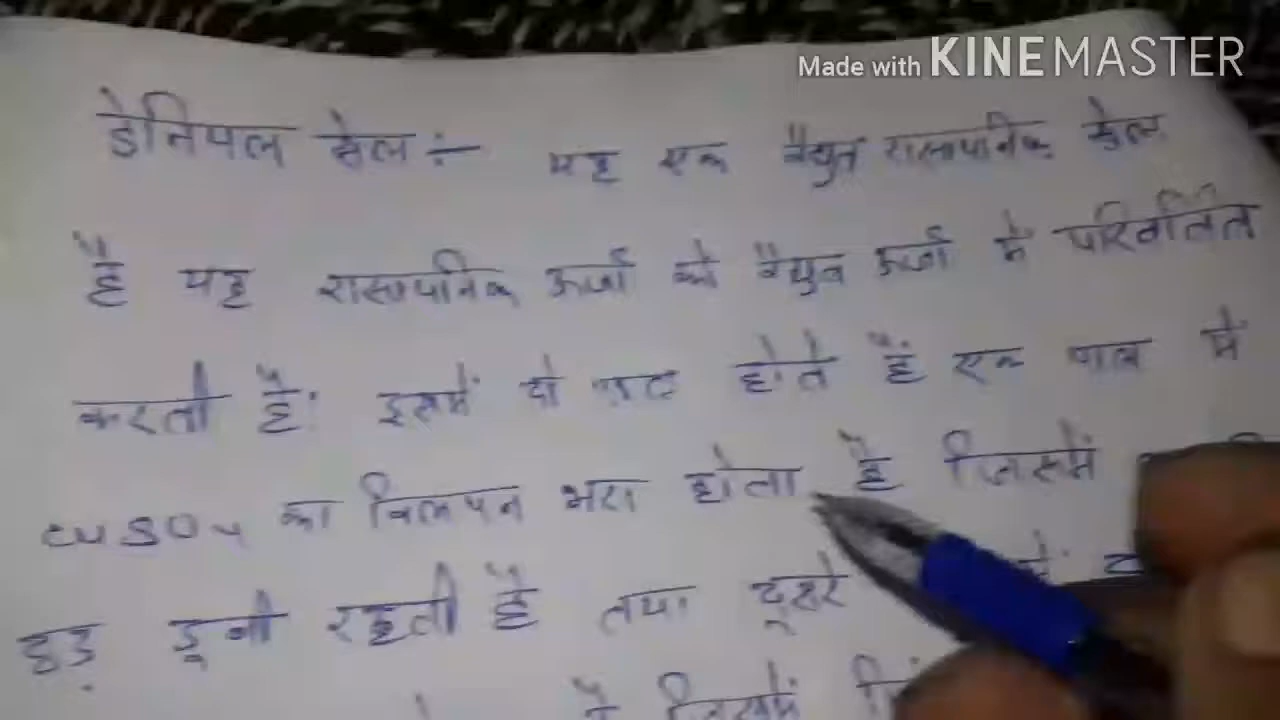 Made with KINEMASTER
डेनियल सेल :- यह एक वैद्युत रासायनिक सेल
है यह रासायनिक ऊर्जा को वैद्युत ऊर्जा में परिवर्तित
करती है। इसमें दो पात्र होते हैं एक पात्र में
CuSO4 का विलयन भरा होता है जिसमें
छड़ डूबी रहती है तथा दूसरे
जिसमें